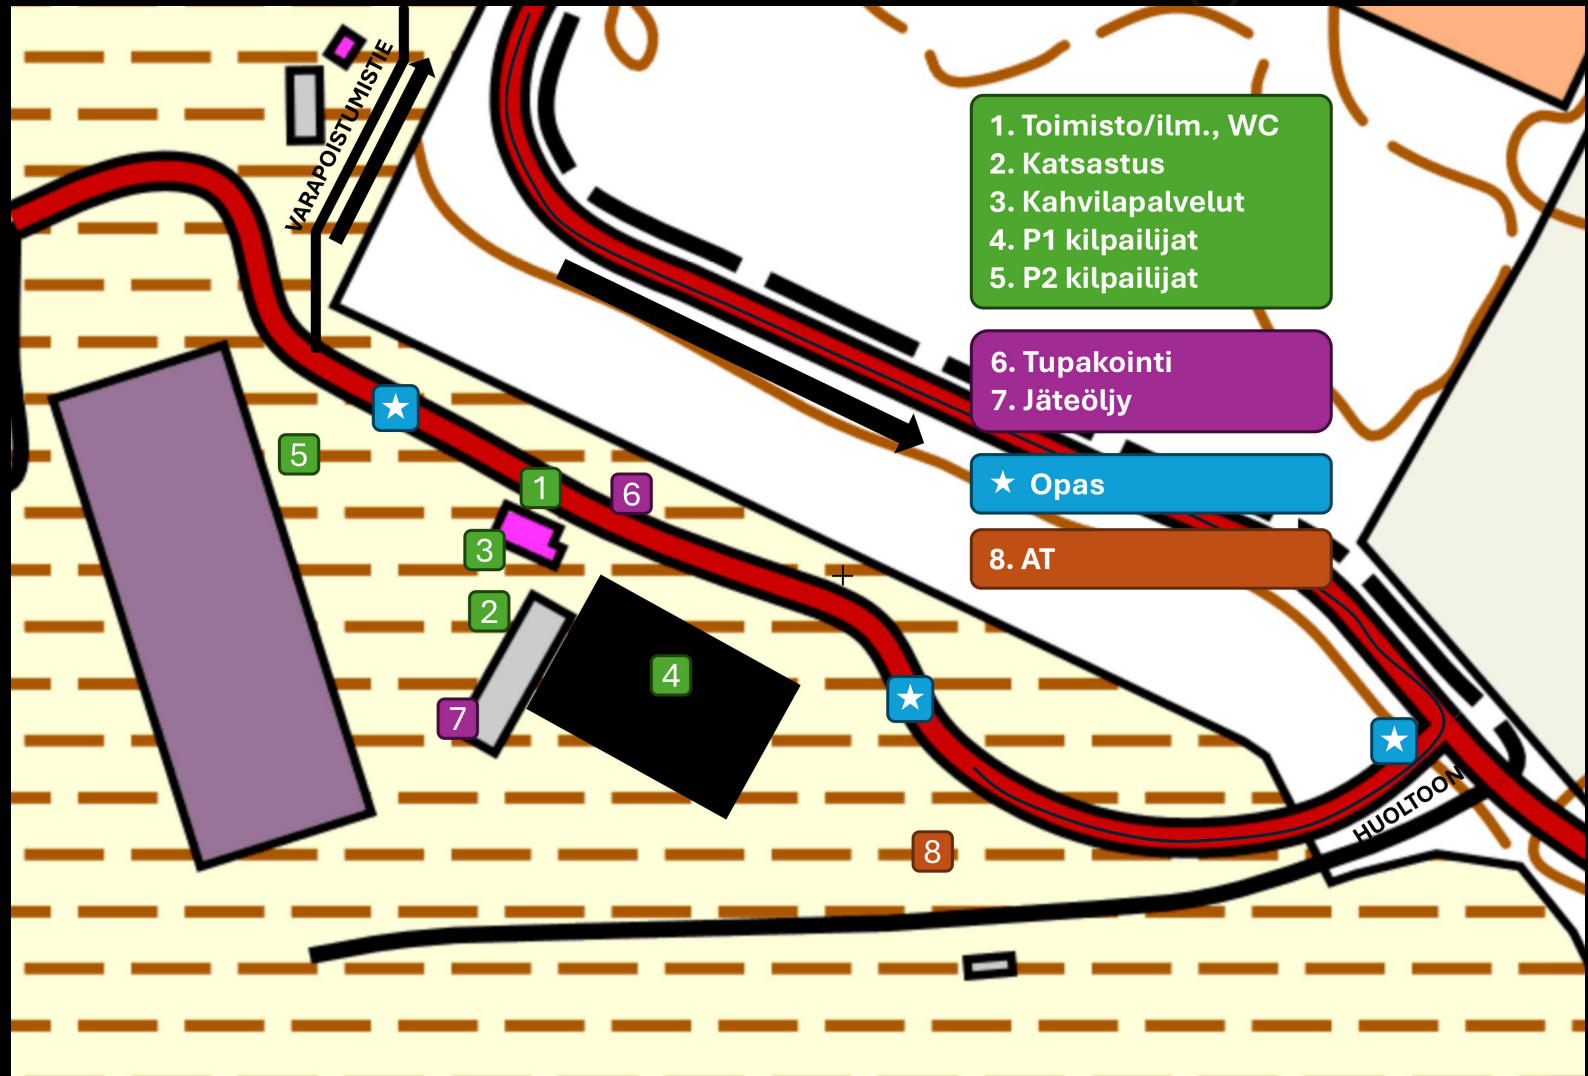 VARAPOISTUMISTIE
1. Toimisto/ilm., WC
2. Katsastus
3. Kahvilapalvelut
4. P1 kilpailijat
5. P2 kilpailijat
6. Tupakointi
7. Jäteöljy
★ Opas
8. AT
5
1
6
3
2
4
7
8
HUOLTOON